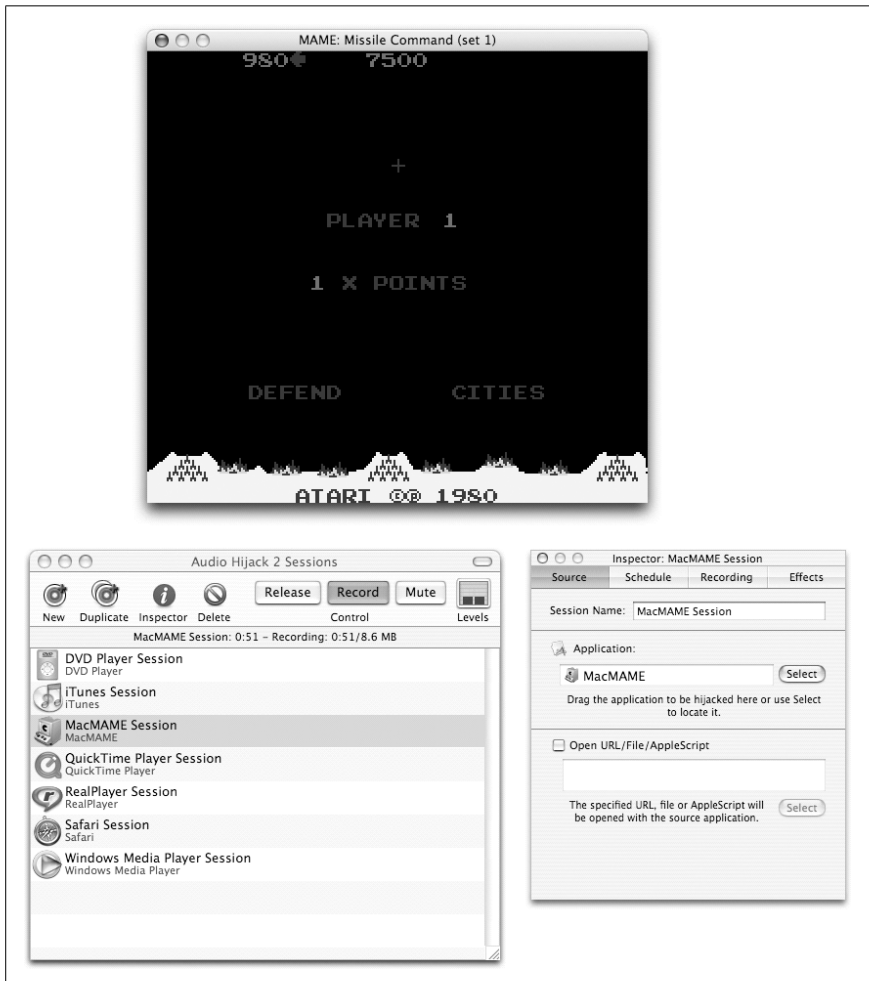 MAME: Missile Command (set 1)
980 7500
PLAYER 1
1 X POINTS
DEFEND CITIES
ATARI ©℗ 1980
Audio Hijack 2 Sessions
New Duplicate Inspector Delete Release Record Mute Control Levels
MacMAME Session: 0:51 – Recording: 0:51/8.6 MB
DVD Player Session
DVD Player
iTunes Session
iTunes
MacMAME Session
MacMAME
QuickTime Player Session
QuickTime Player
RealPlayer Session
RealPlayer
Safari Session
Safari
Windows Media Player Session
Windows Media Player
Inspector: MacMAME Session
Source Schedule Recording Effects
Session Name: MacMAME Session
Application:
MacMAME Select
Drag the application to be hijacked here or use Select
to locate it.
Open URL/File/AppleScript
The specified URL, file or AppleScript will
be opened with the source application.
Select